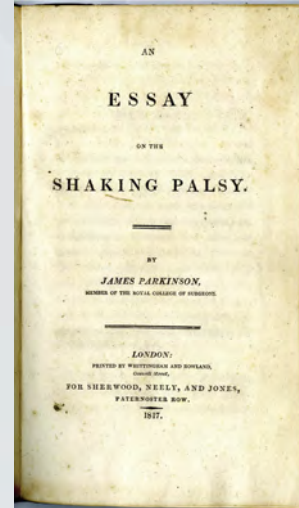 AN
ESSAY
ON THE
SHAKING PALSY.
BY
JAMES PARKINSON,
MEMBER OF THE ROYAL COLLEGE OF SURGEONS.
LONDON:
PRINTED BY WHITTINGHAM AND ROWLAND,
Goswell Street,
FOR SHERWOOD, NEELY, AND JONES,
PATERNOSTER ROW.
1817.